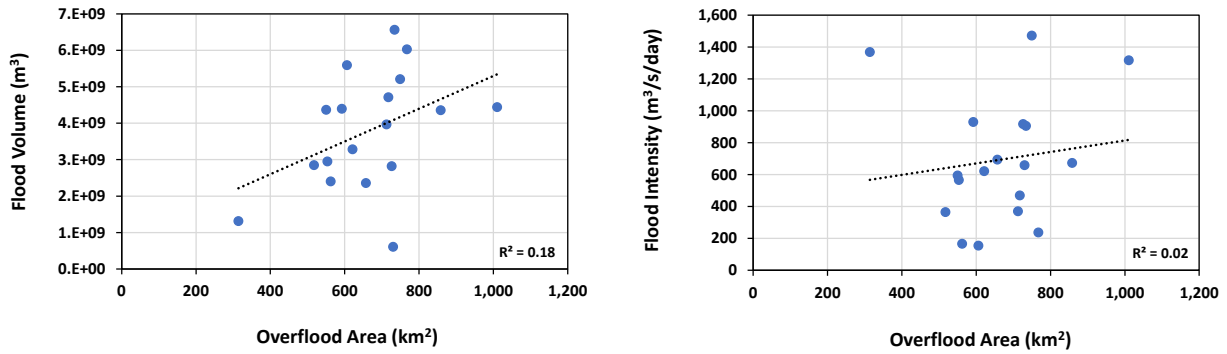 Flood Volume (m³)
7.E+09
6.E+09
5.E+09
4.E+09
3.E+09
2.E+09
1.E+09
0.E+00
R² = 0.18
0 200 400 600 800 1,000 1,200
Overflood Area (km²)
Flood Intensity (m³/s/day)
1,600
1,400
1,200
1,000
800
600
400
200
0
R² = 0.02
0 200 400 600 800 1,000 1,200
Overflood Area (km²)